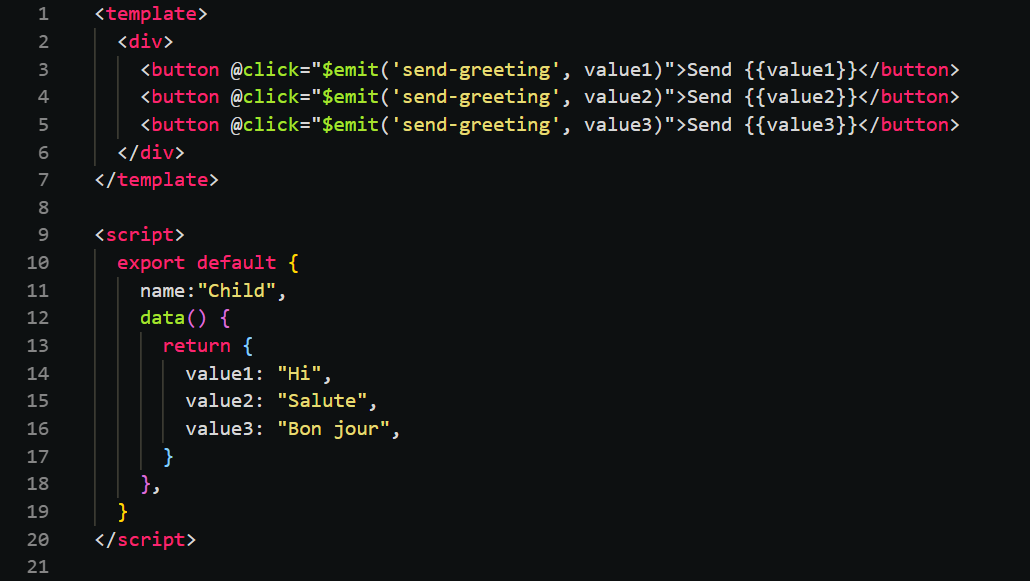 1 <template>
2   <div>
3     <button @click="$emit('send-greeting', value1)">Send {{value1}}</button>
4     <button @click="$emit('send-greeting', value2)">Send {{value2}}</button>
5     <button @click="$emit('send-greeting', value3)">Send {{value3}}</button>
6   </div>
7 </template>
8
9 <script>
10   export default {
11     name:"Child",
12     data() {
13       return {
14         value1: "Hi",
15         value2: "Salute",
16         value3: "Bon jour",
17       }
18     },
19   }
20 </script>
21